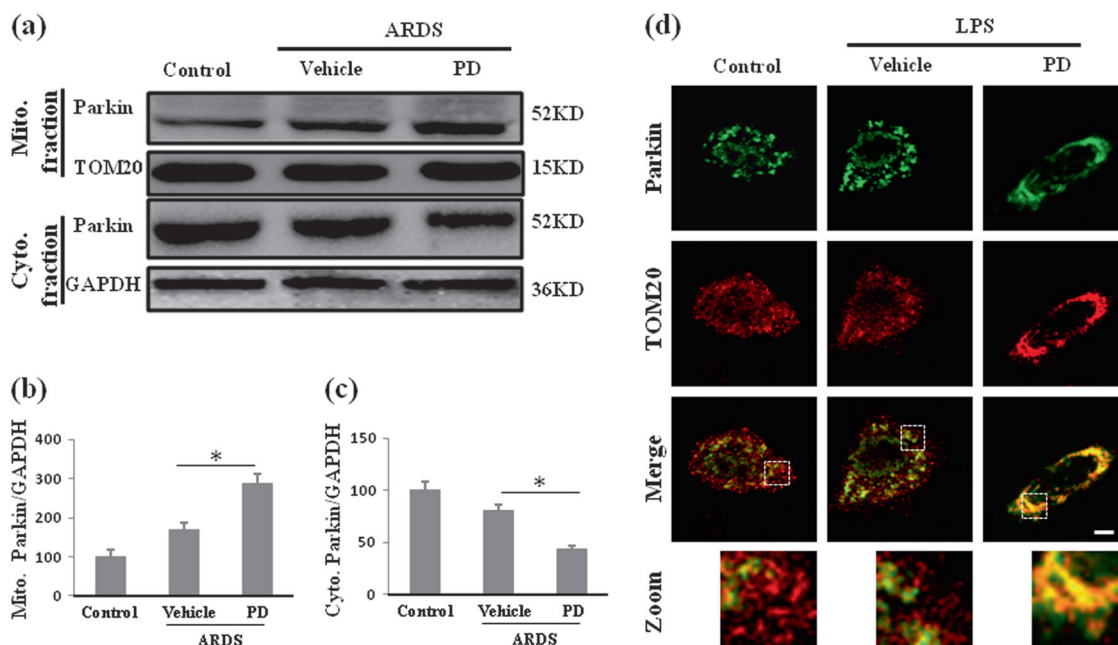 (a)
ARDS
Control Vehicle PD
Mito. fraction
Parkin 52KD
TOM20 15KD
Cyto. fraction
Parkin 52KD
GAPDH 36KD
(b)
Mito. Parkin/GAPDH
400
300
200
100
0
*
Control Vehicle PD
ARDS
(c)
Cyto. Parkin/GAPDH
150
100
50
0
*
Control Vehicle PD
ARDS
(d)
LPS
Control Vehicle PD
Parkin
TOM20
Merge
Zoom